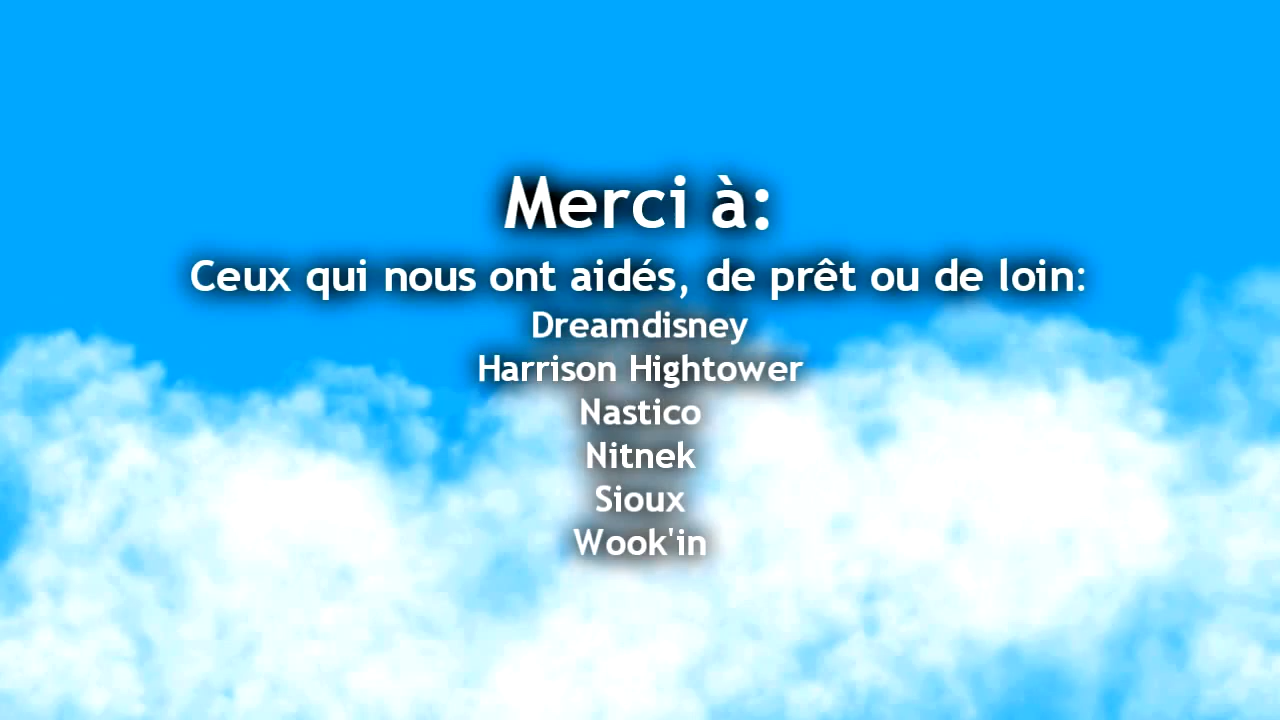 Merci à:
Ceux qui nous ont aidés, de prêt ou de loin:
Dreamdisney
Harrison Hightower
Nastico
Nitnek
Sioux
Wook'in